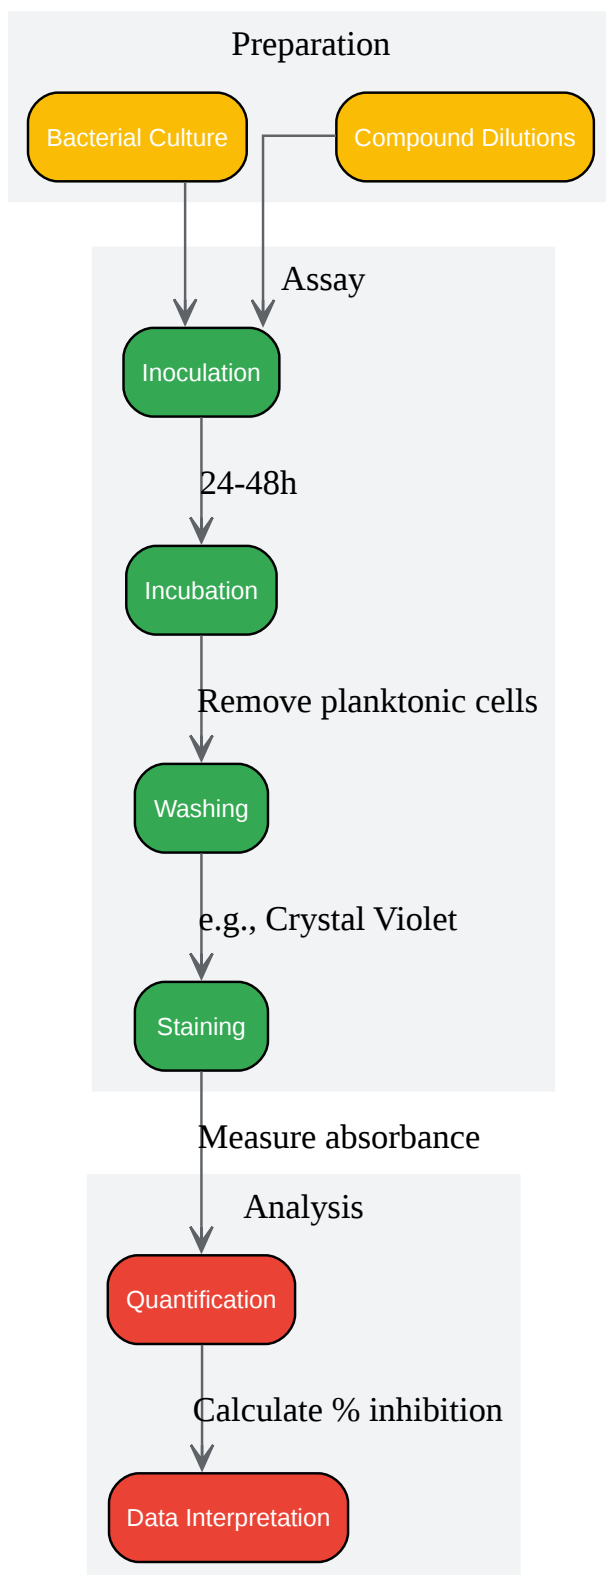 Preparation
Bacterial Culture
Compound Dilutions
Assay
Inoculation
24-48h
Incubation
Remove planktonic cells
Washing
e.g., Crystal Violet
Staining
Measure absorbance
Analysis
Quantification
Calculate % inhibition
Data Interpretation